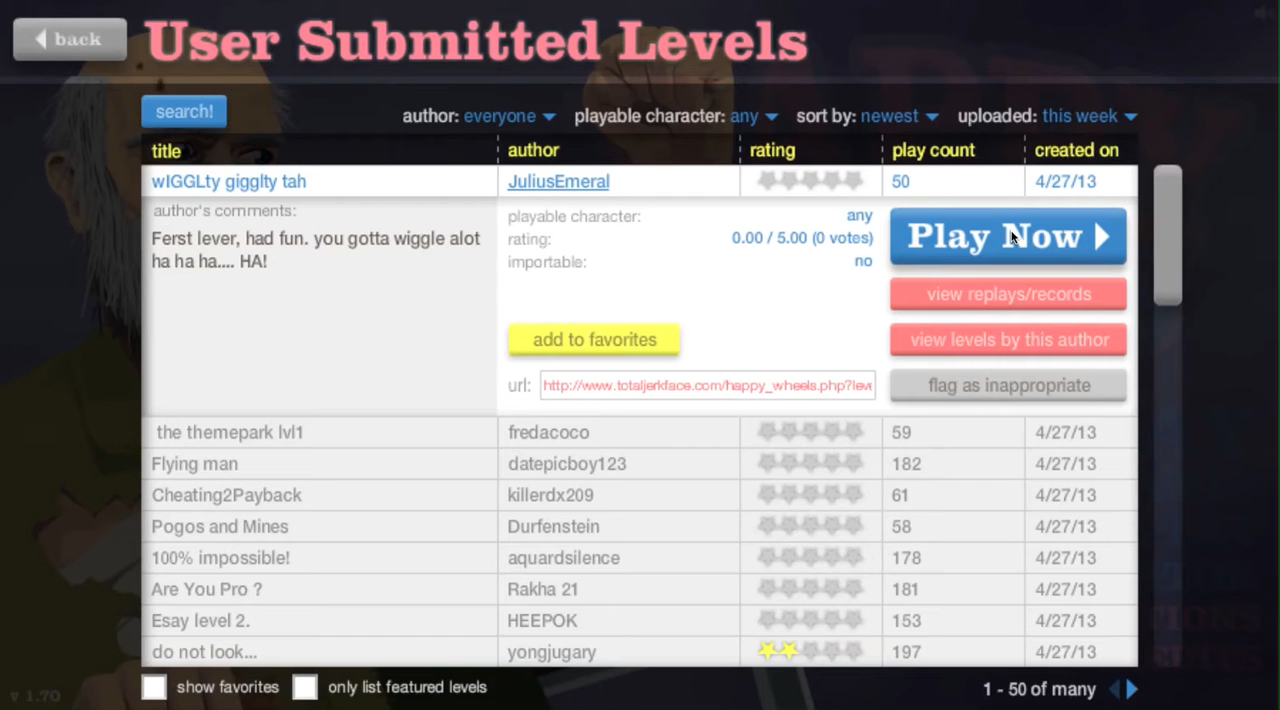 back
User Submitted Levels
search!
author: everyone playable character: any sort by: newest uploaded: this week
title author rating play count created on
wIGGLty gigglty tah JuliusEmeral 50 4/27/13
author's comments:
Ferst lever, had fun. you gotta wiggle alot
ha ha ha.... HA!
playable character: any
rating: 0.00 / 5.00 (0 votes)
importable: no
add to favorites
url: http://www.totaljerkface.com/happy_wheels.php?leve
Play Now
view replays/records
view levels by this author
flag as inappropriate
the themepark lvl1 fredacoco 59 4/27/13
Flying man datepicboy123 182 4/27/13
Cheating2Payback killerdx209 61 4/27/13
Pogos and Mines Durfenstein 58 4/27/13
100% impossible! aquardsilence 178 4/27/13
Are You Pro ? Rakha 21 181 4/27/13
Esay level 2. HEEPOK 153 4/27/13
do not look... yongjugary 197 4/27/13
show favorites only list featured levels 1 - 50 of many
v 1.70